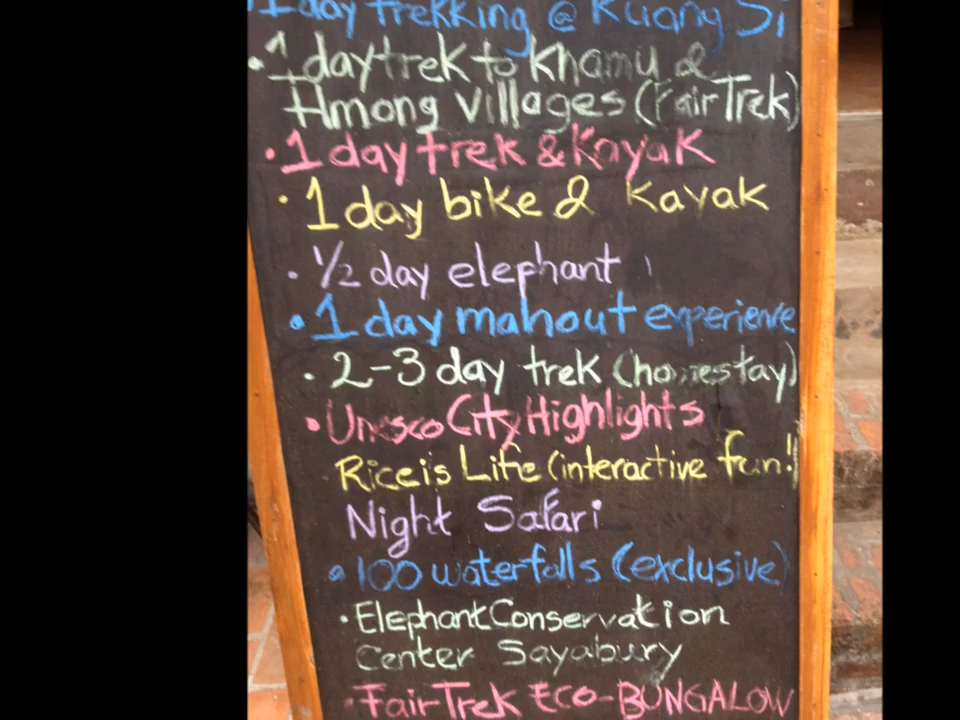 1 day trekking @ Kuang Si
• 1 day trek to Khamu &
Hmong villages (FairTrek)
• 1 day trek & Kayak
• 1 day bike & Kayak
• 1/2 day elephant
• 1 day mahout experience
• 2-3 day trek (homestay)
• Unesco City Highlights
Rice is Life (interactive fun!)
Night Safari
• 100 waterfalls (exclusive)
• Elephant Conservation
Center Sayabury
• FairTrek ECO-BUNGALOW